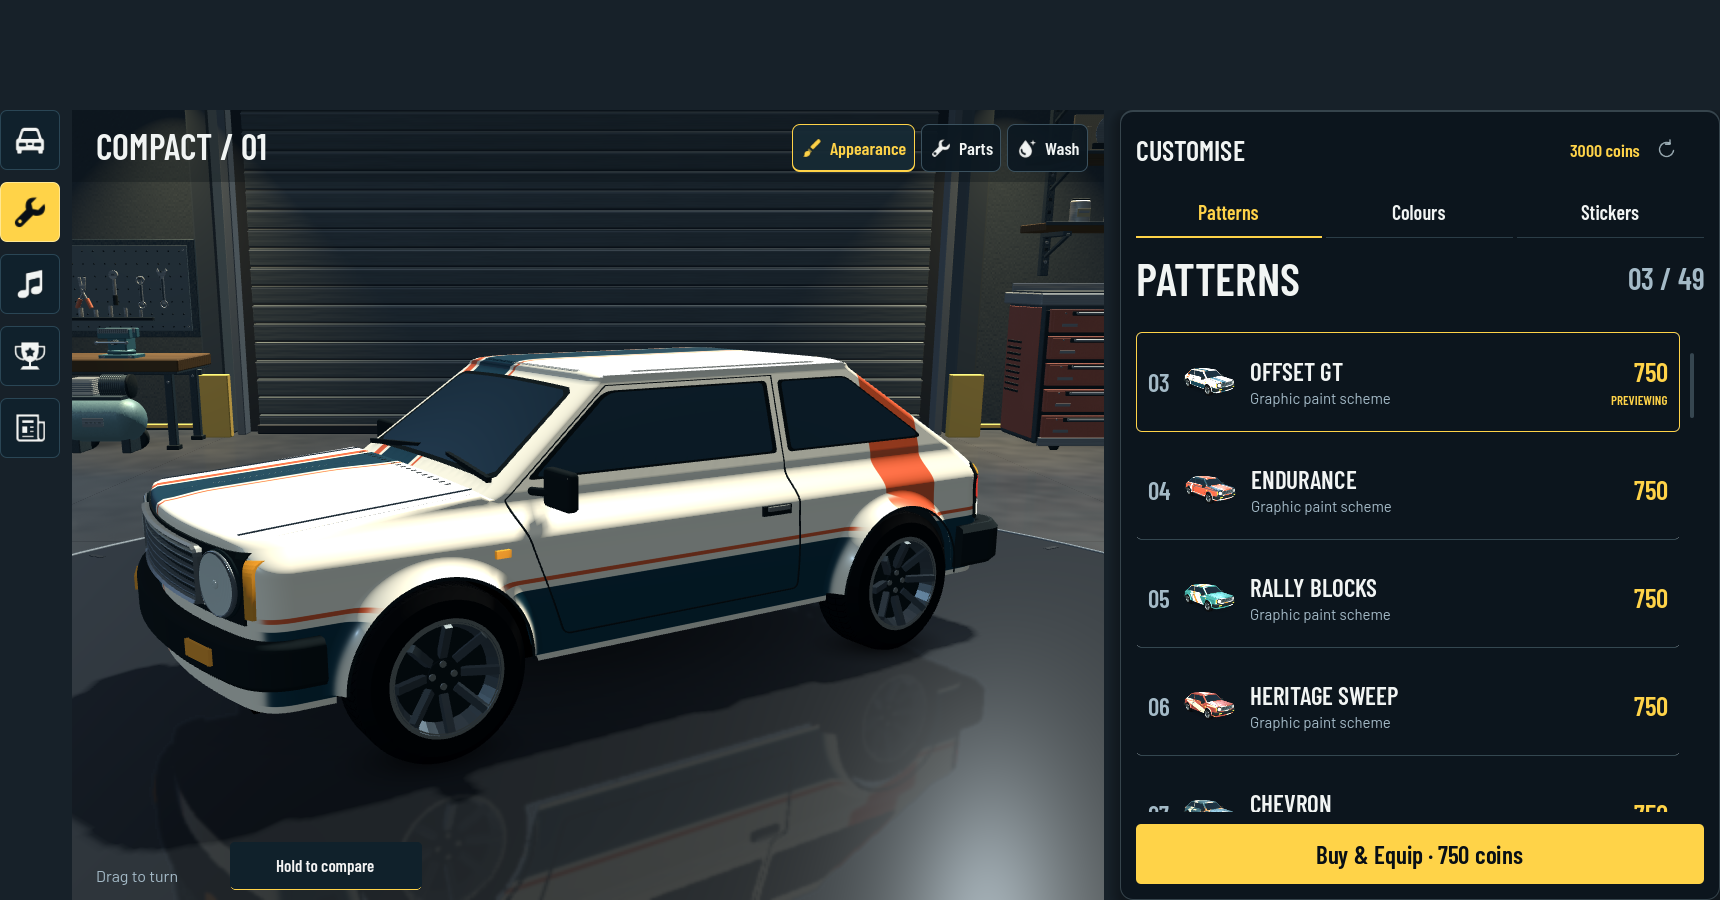 COMPACT / 01
Appearance
Parts
Wash
Drag to turn
Hold to compare
CUSTOMISE
3000 coins
Patterns
Colours
Stickers
PATTERNS
03 / 49
03
OFFSET GT
Graphic paint scheme
750
PREVIEWING
04
ENDURANCE
Graphic paint scheme
750
05
RALLY BLOCKS
Graphic paint scheme
750
06
HERITAGE SWEEP
Graphic paint scheme
750
07
CHEVRON
750
Buy & Equip · 750 coins